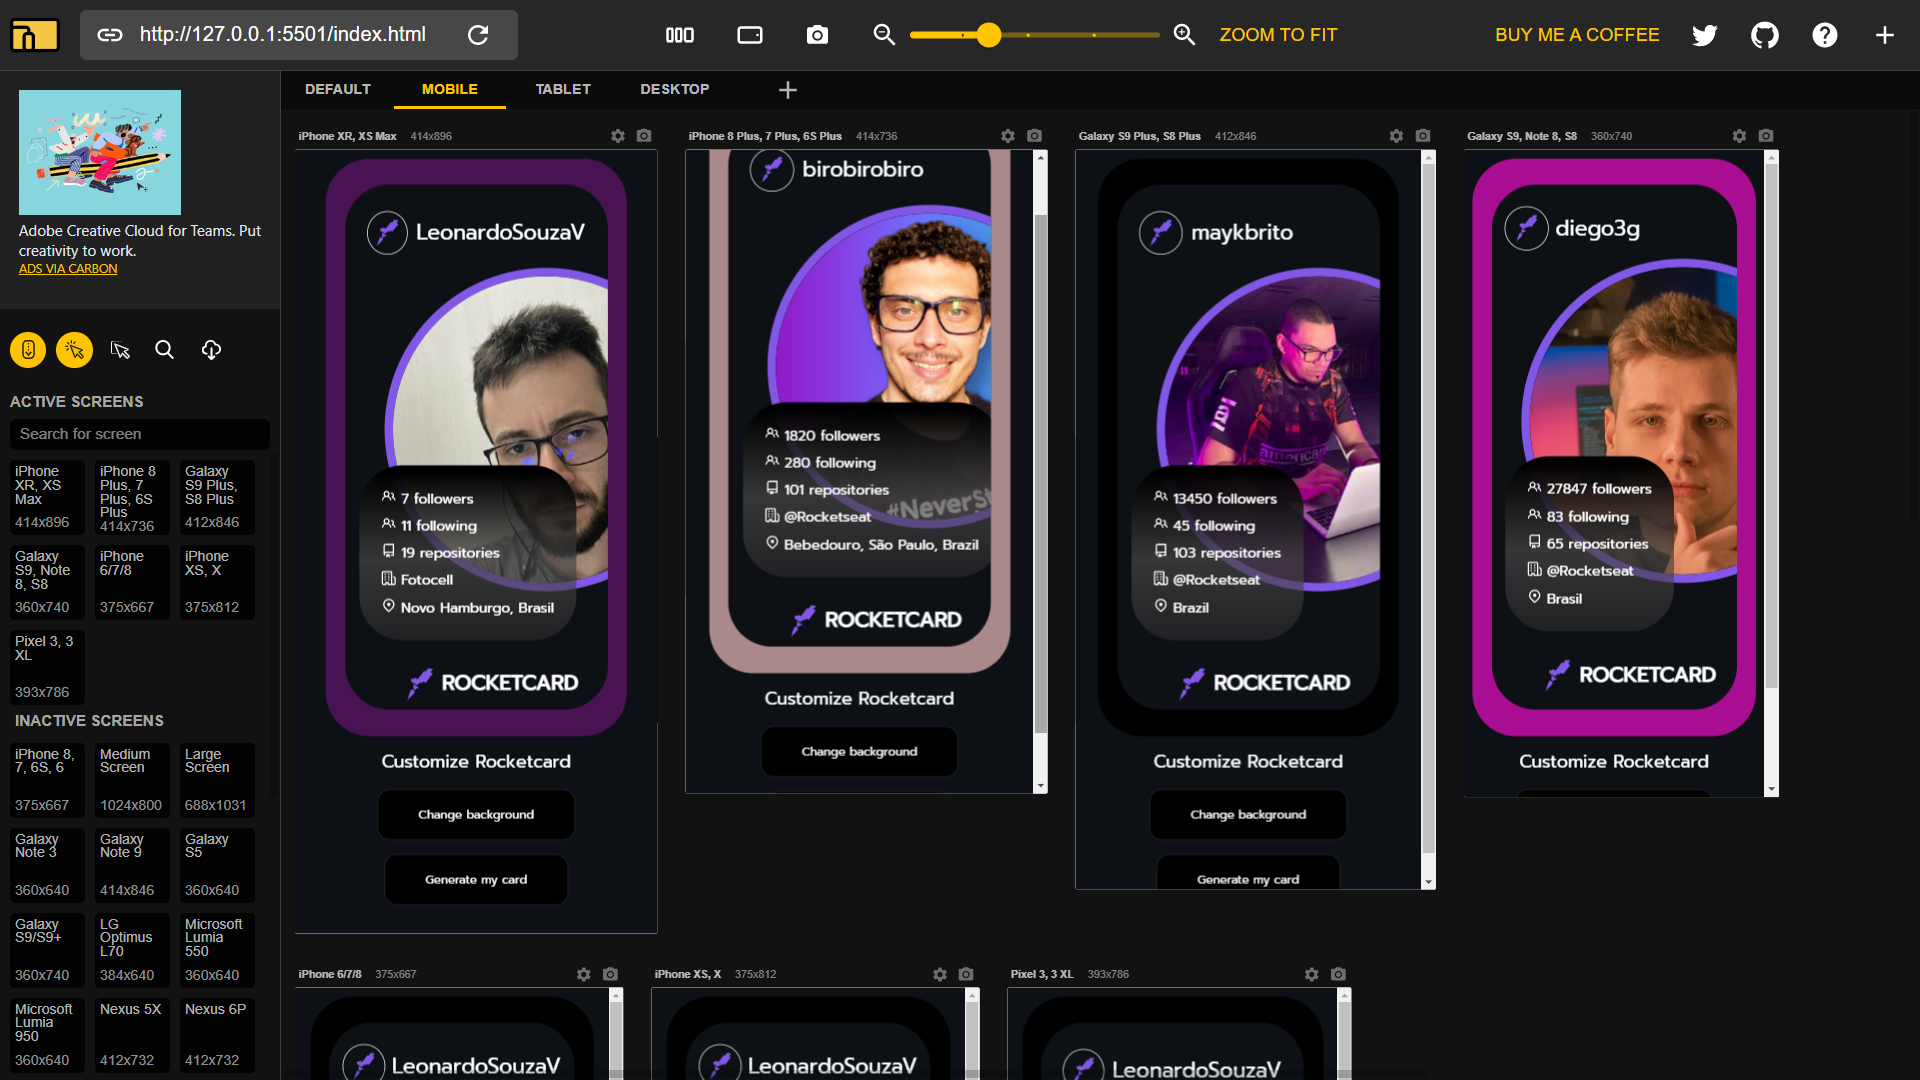 http://127.0.0.1:5501/index.html
ZOOM TO FIT
BUY ME A COFFEE
Adobe Creative Cloud for Teams. Put
creativity to work.
ADS VIA CARBON
ACTIVE SCREENS
Search for screen
iPhone
XR, XS
Max
414x896
iPhone 8
Plus, 7
Plus, 6S
Plus
414x736
Galaxy
S9 Plus,
S8 Plus
412x846
Galaxy
S9, Note
8, S8
360x740
iPhone
6/7/8
375x667
iPhone
XS, X
375x812
Pixel 3, 3
XL
393x786
INACTIVE SCREENS
iPhone 8,
7, 6S, 6
375x667
Medium
Screen
1024x800
Large
Screen
688x1031
Galaxy
Note 3
360x640
Galaxy
Note 9
414x846
Galaxy
S5
360x640
Galaxy
S9/S9+
360x740
LG
Optimus
L70
384x640
Microsoft
Lumia
550
360x640
Microsoft
Lumia
950
360x640
Nexus 5X
412x732
Nexus 6P
412x732
DEFAULT
MOBILE
TABLET
DESKTOP
iPhone XR, XS Max 414x896
LeonardoSouzaV
7 followers
11 following
19 repositories
Fotocell
Novo Hamburgo, Brasil
ROCKETCARD
Customize Rocketcard
Change background
Generate my card
iPhone 8 Plus, 7 Plus, 6S Plus 414x736
birobirobiro
#NeverSt
1820 followers
280 following
101 repositories
@Rocketseat
Bebedouro, São Paulo, Brazil
ROCKETCARD
Customize Rocketcard
Change background
Galaxy S9 Plus, S8 Plus 412x846
maykbrito
american
13450 followers
45 following
103 repositories
@Rocketseat
Brazil
ROCKETCARD
Customize Rocketcard
Change background
Generate my card
Galaxy S9, Note 8, S8 360x740
diego3g
27847 followers
83 following
65 repositories
@Rocketseat
Brasil
ROCKETCARD
Customize Rocketcard
iPhone 6/7/8 375x667
LeonardoSouzaV
iPhone XS, X 375x812
LeonardoSouzaV
Pixel 3, 3 XL 393x786
LeonardoSouzaV